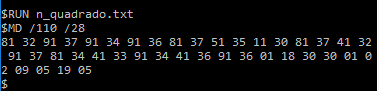 $RUN n_quadrado.txt
$MD /110 /28
81 32 91 37 91 34 91 36 81 37 51 35 11 30 81 37 41 32
91 37 81 34 41 33 91 34 41 36 91 36 01 18 30 30 01 0
2 09 05 19 05
$